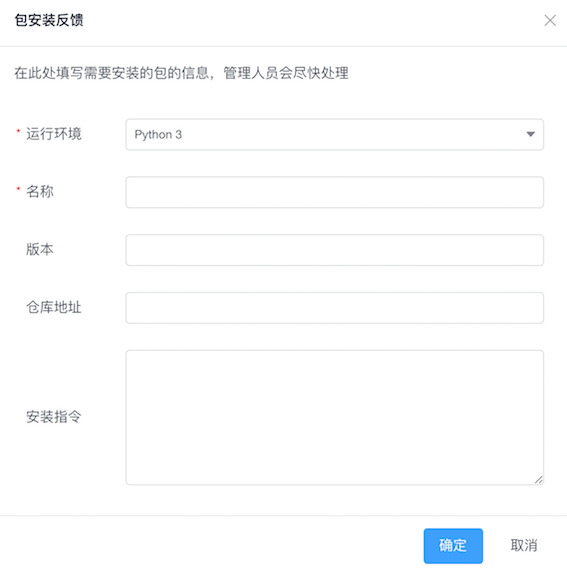 包安装反馈
在此处填写需要安装的包的信息，管理人员会尽快处理
* 运行环境 Python 3
* 名称
版本
仓库地址
安装指令
确定 取消